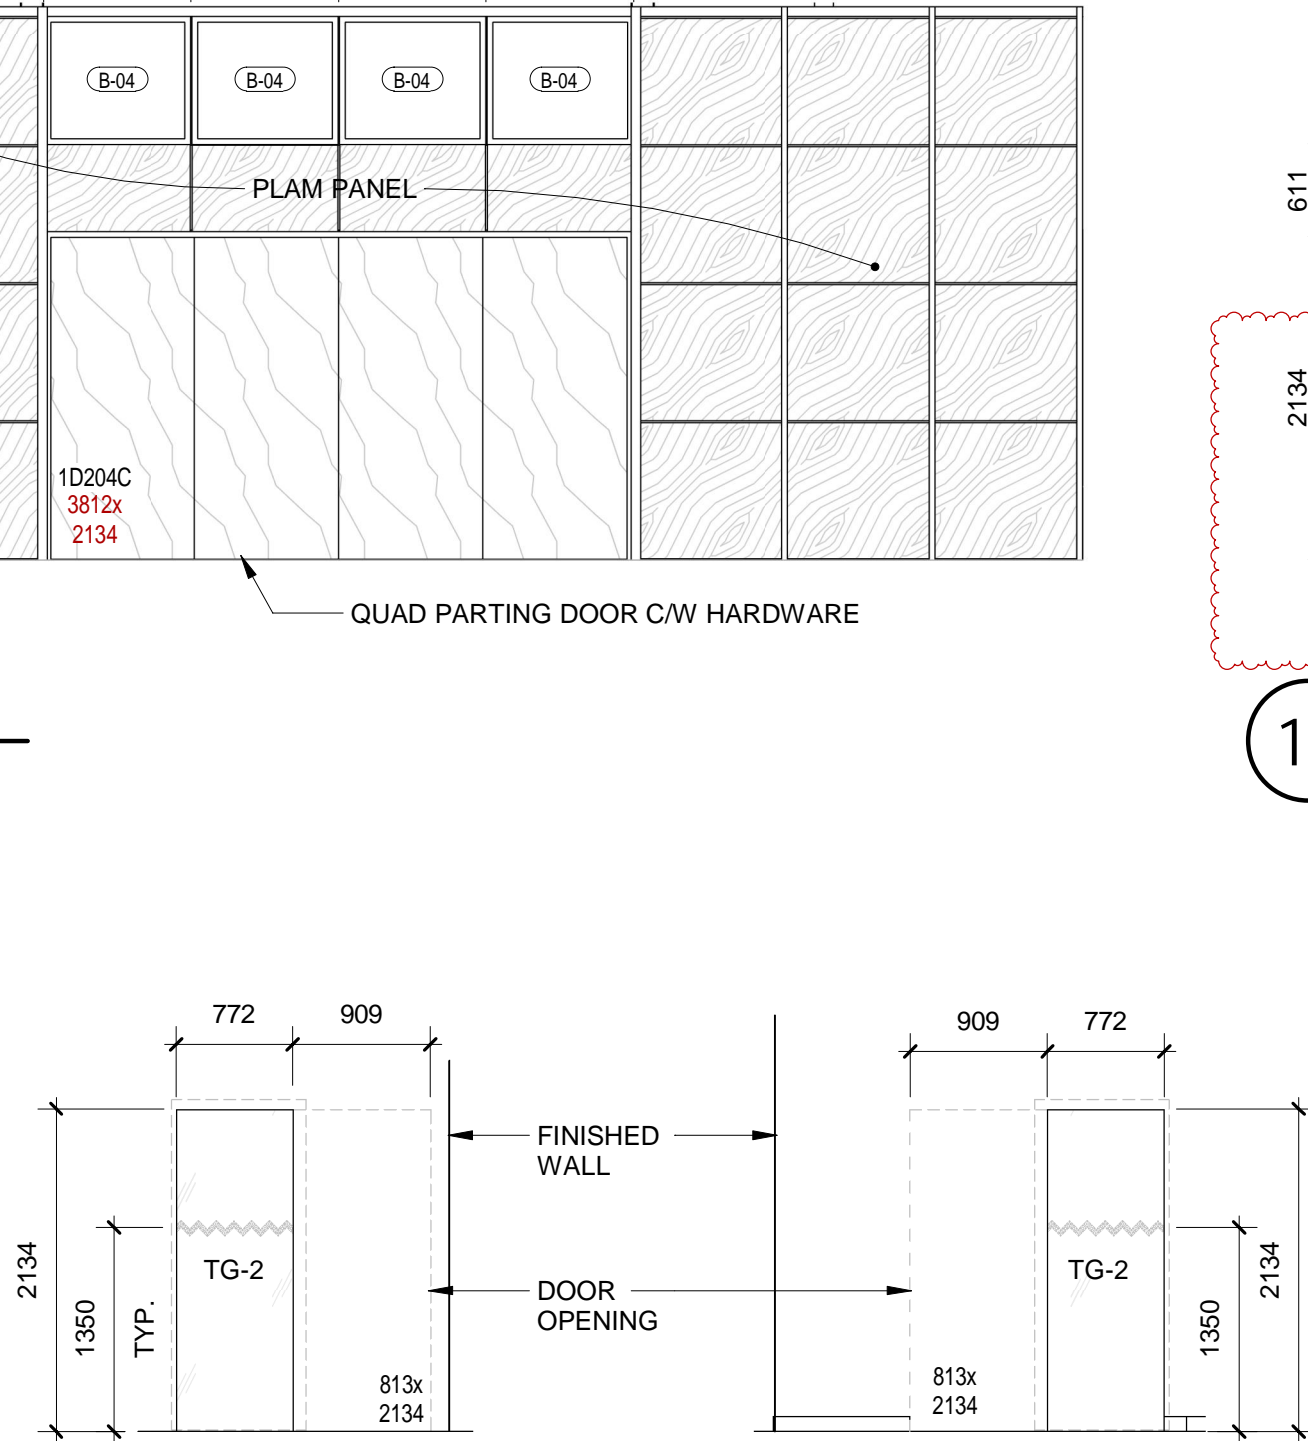 B-04 B-04 B-04 B-04
PLAM PANEL
611
2134
1D204C
3812x
2134
QUAD PARTING DOOR C/W HARDWARE
1
772 909
909 772
FINISHED
WALL
2134
1350
TYP.
TG-2
DOOR
OPENING
TG-2
1350
2134
813x
2134
813x
2134